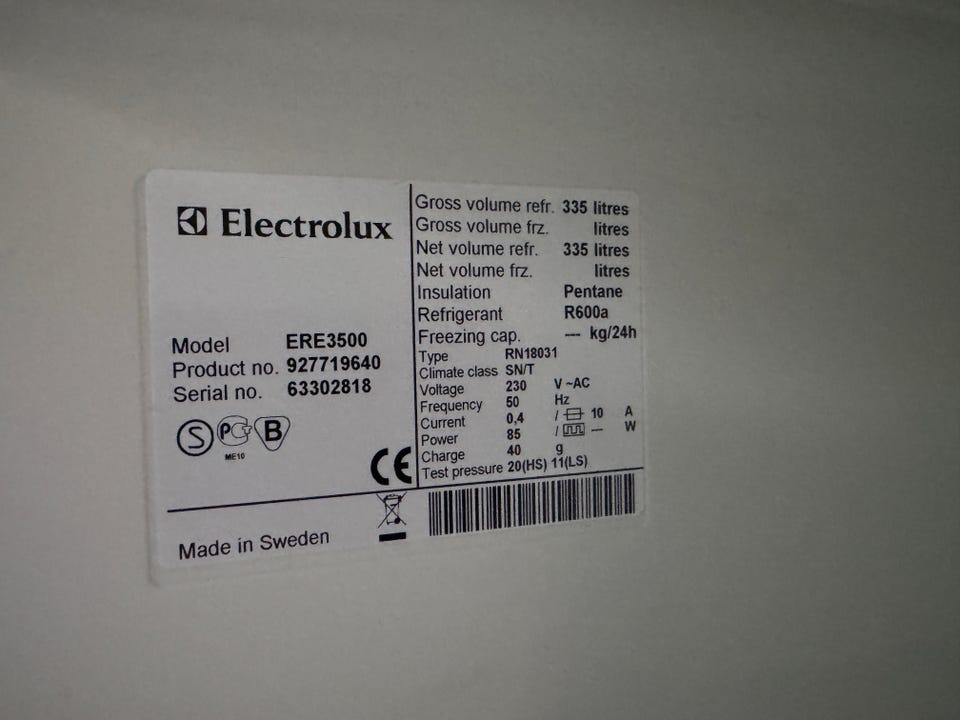 Electrolux
Model ERE3500
Product no. 927719640
Serial no. 63302818
S PC B
ME10
CE
Made in Sweden
Gross volume refr. 335 litres
Gross volume frz. litres
Net volume refr. 335 litres
Net volume frz. litres
Insulation Pentane
Refrigerant R600a
Freezing cap. --- kg/24h
Type RN18031
Climate class SN/T
Voltage 230 V ~AC
Frequency 50 Hz
Current 0,4 / 10 A
Power 85 / --- W
Charge 40 g
Test pressure 20(HS) 11(LS)